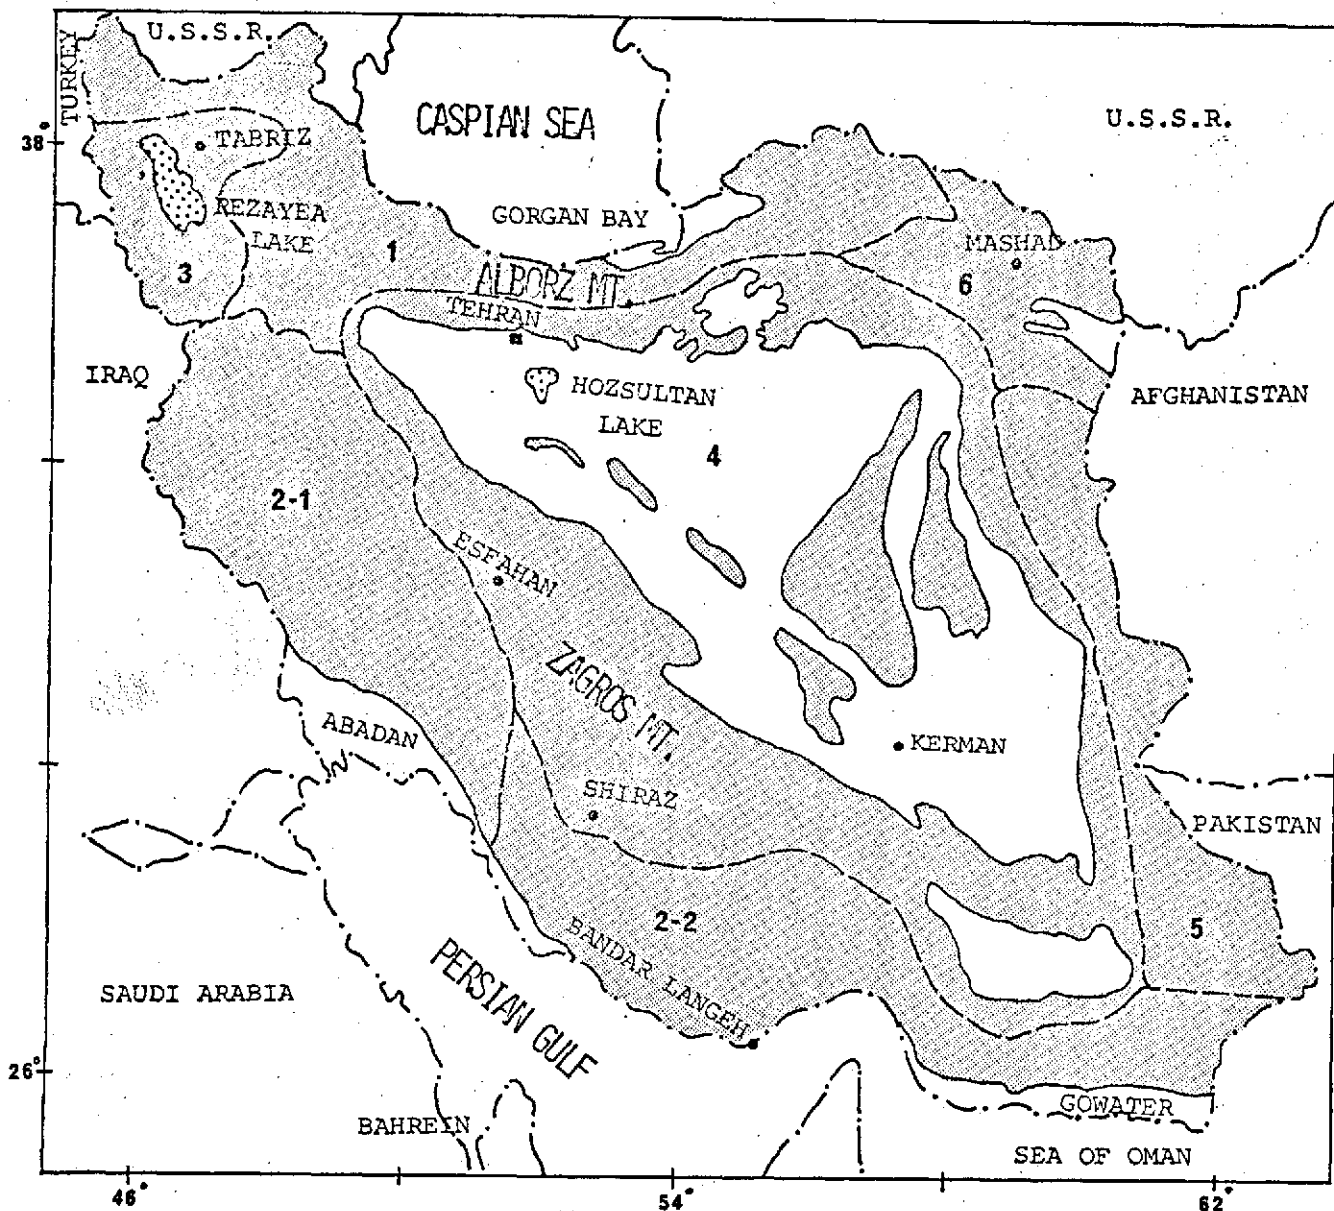 U.S.S.R.
TURKEY
CASPIAN SEA
U.S.S.R.
38°
TABRIZ
REZAYEA
LAKE
GORGAN BAY
MASHAD
1
3
6
ALBORZ MT.
TEHRAN
IRAQ
HOZSULTAN
LAKE
AFGHANISTAN
4
2-1
ESFAHAN
ZAGROS MT.
ABADAN
KERMAN
SHIRAZ
PAKISTAN
2-2
5
BANDAR LANGEH
PERSIAN GULF
SAUDI ARABIA
26°
GOWATER
BAHREIN
SEA OF OMAN
46°
54°
62°